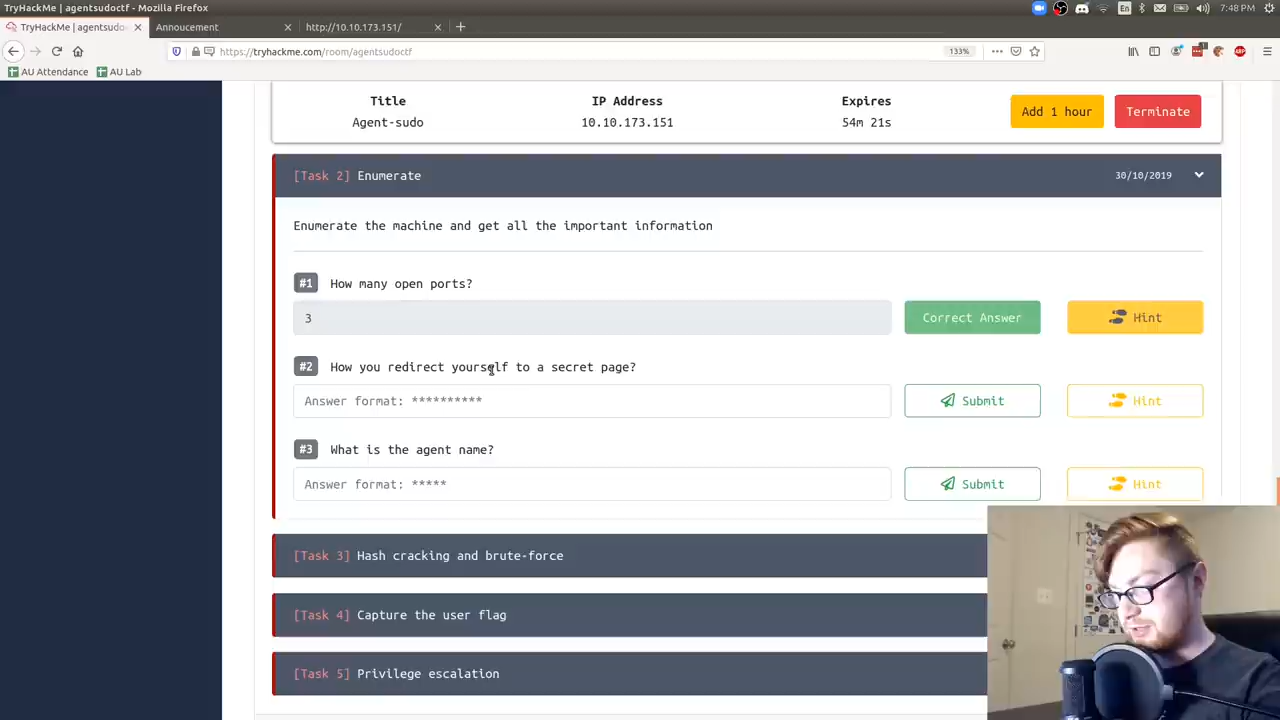 TryHackMe | agentsudoctf - Mozilla Firefox
En
7:48 PM
TryHackMe | agentsudoc
Annoucement
http://10.10.173.151/
https://tryhackme.com/room/agentsudoctf
133%
AU Attendance
AU Lab
Title
IP Address
Expires
Agent-sudo
10.10.173.151
54m 21s
Add 1 hour
Terminate
[Task 2] Enumerate
30/10/2019
Enumerate the machine and get all the important information
#1 How many open ports?
3
Correct Answer
Hint
#2 How you redirect yourself to a secret page?
Answer format: **********
Submit
Hint
#3 What is the agent name?
Answer format: *****
Submit
Hint
[Task 3] Hash cracking and brute-force
[Task 4] Capture the user flag
[Task 5] Privilege escalation